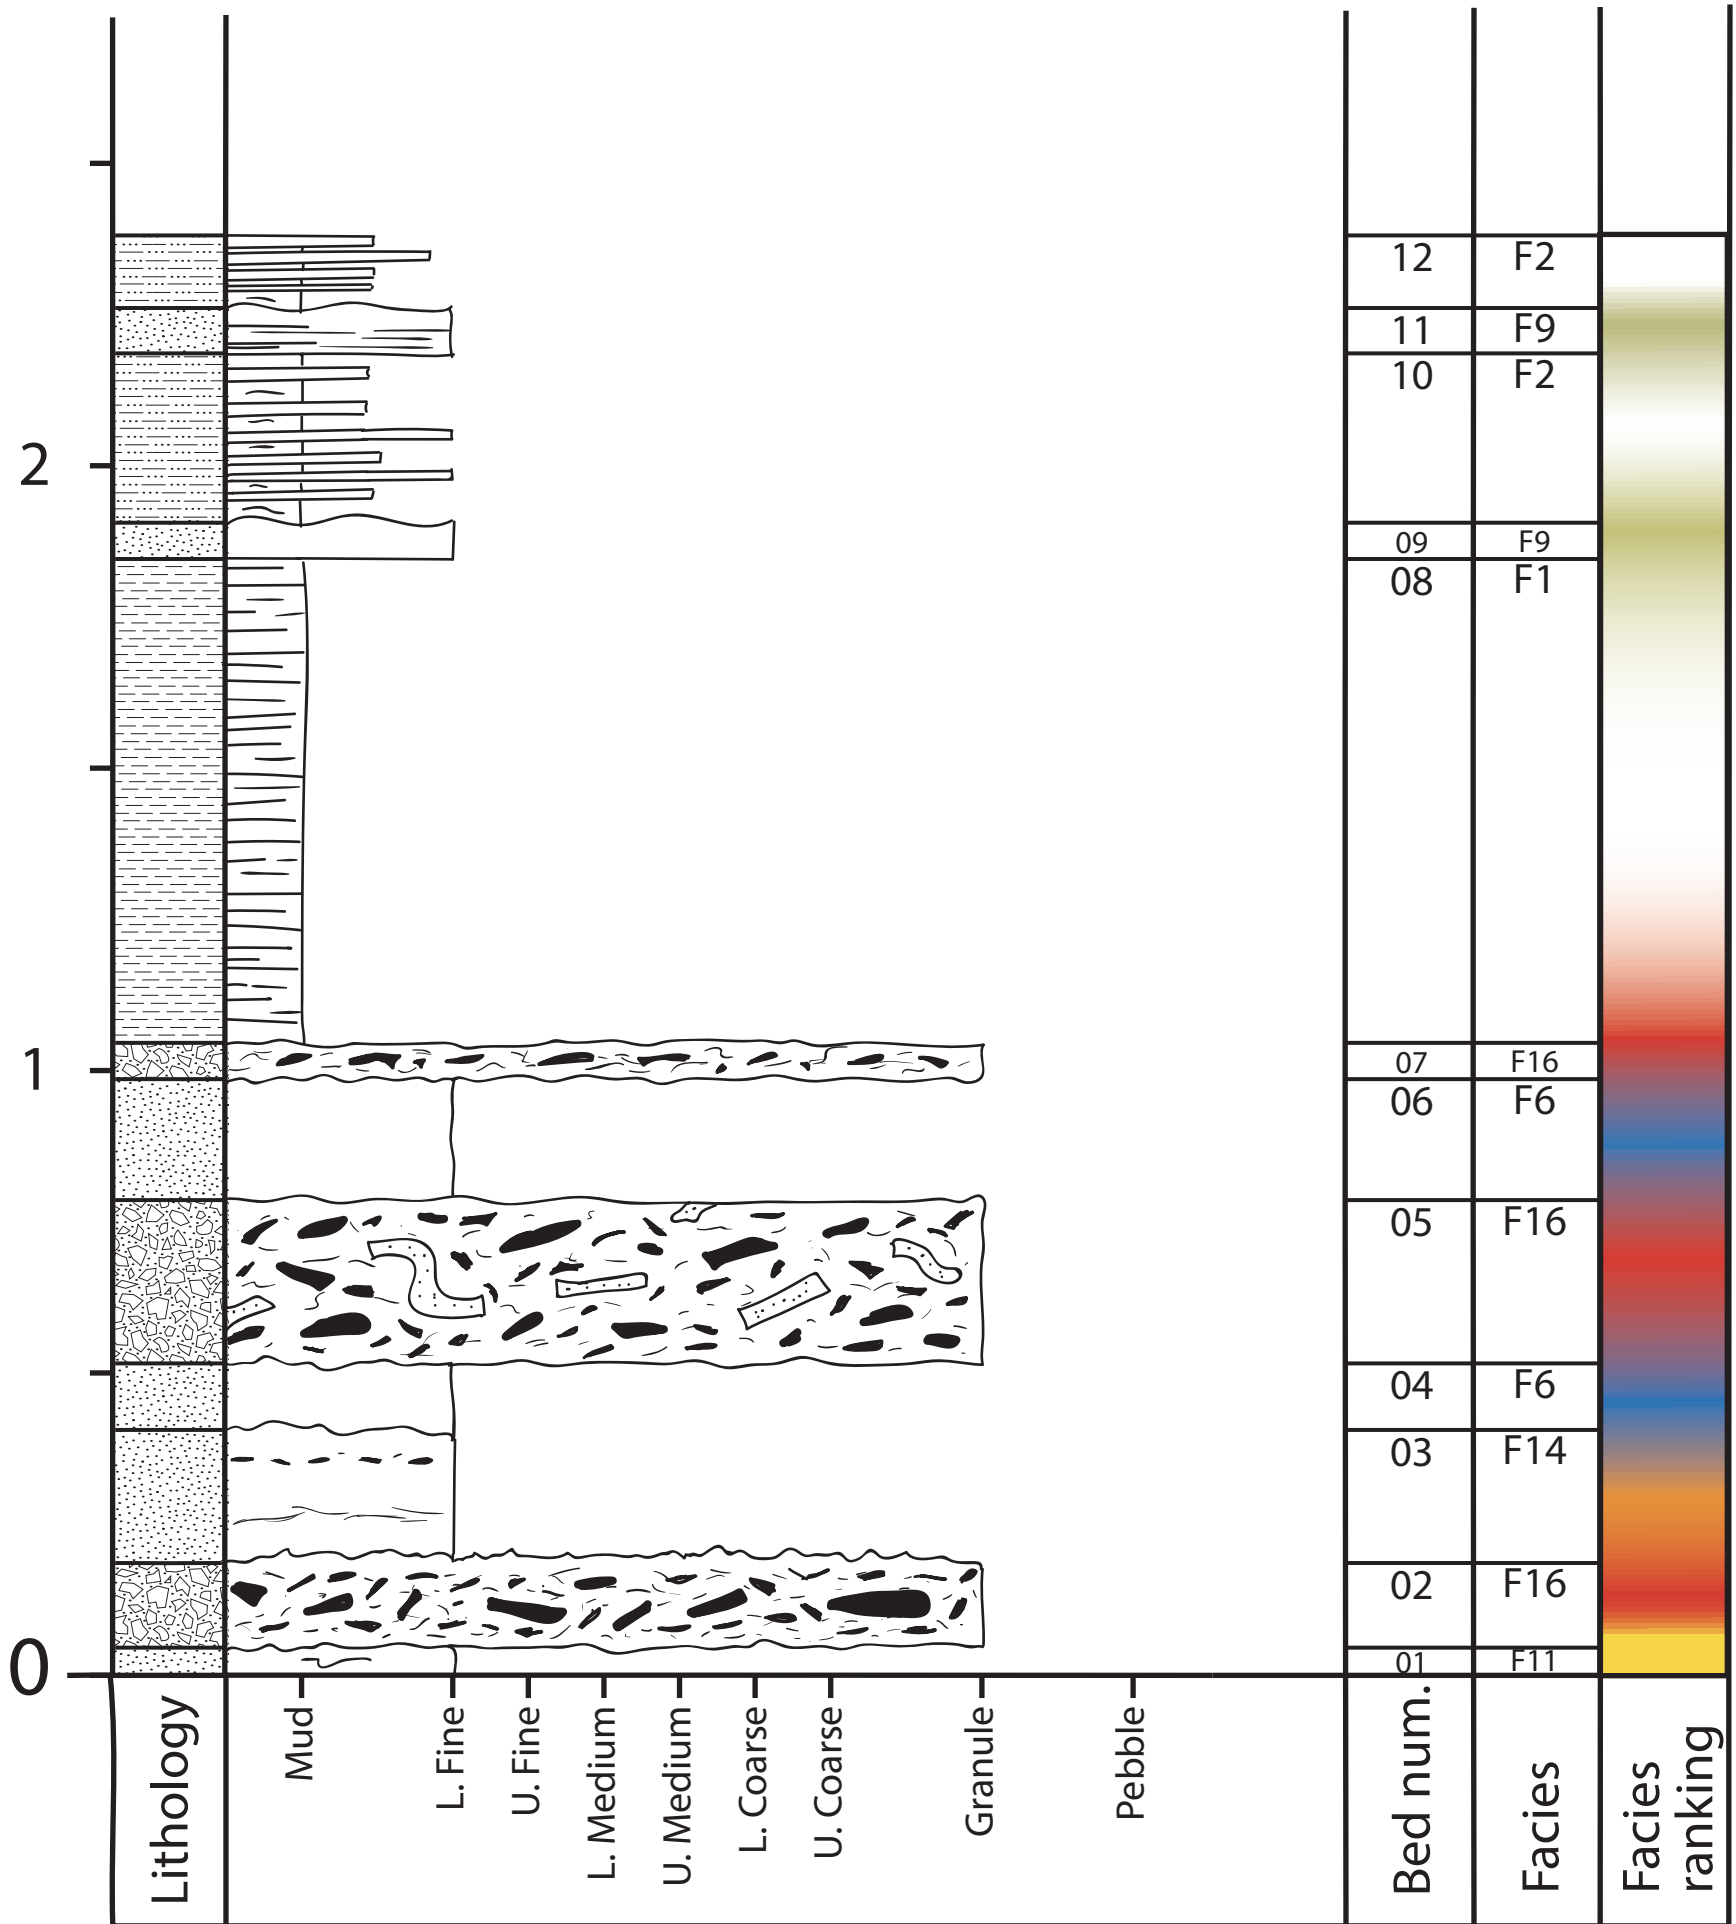 12 F2
11 F9
10 F2
2
09 F9
08 F1
1
07 F16
06 F6
05 F16
04 F6
03 F14
02 F16
0
01 F11
Lithology
Mud
L. Fine
U. Fine
L. Medium
U. Medium
L. Coarse
U. Coarse
Granule
Pebble
Bed num.
Facies
Facies
ranking